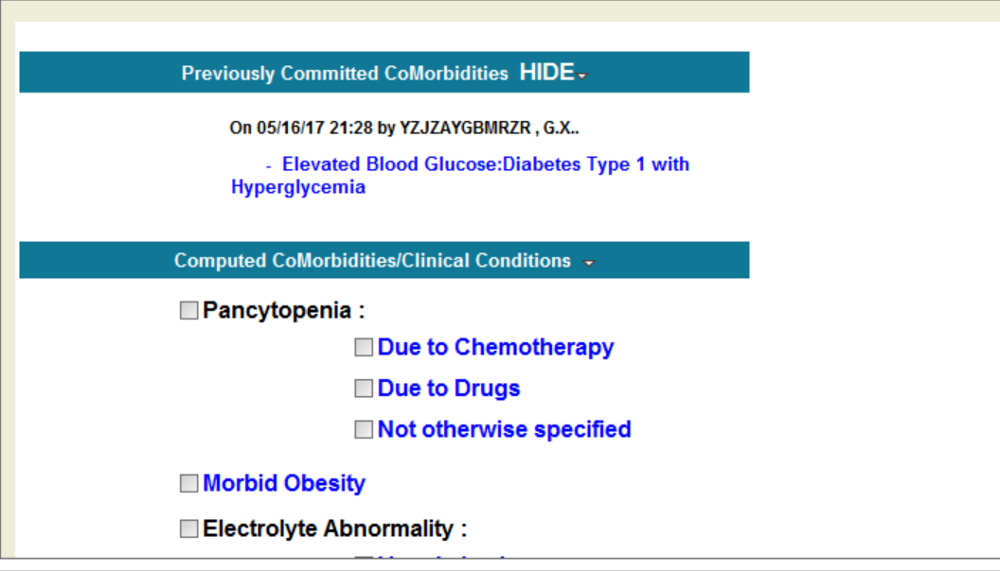 Previously Committed CoMorbidities HIDE
On 05/16/17 21:28 by YZJZAYGBMRZR , G.X..
- Elevated Blood Glucose:Diabetes Type 1 with
Hyperglycemia
Computed CoMorbidities/Clinical Conditions
Pancytopenia :
Due to Chemotherapy
Due to Drugs
Not otherwise specified
Morbid Obesity
Electrolyte Abnormality :